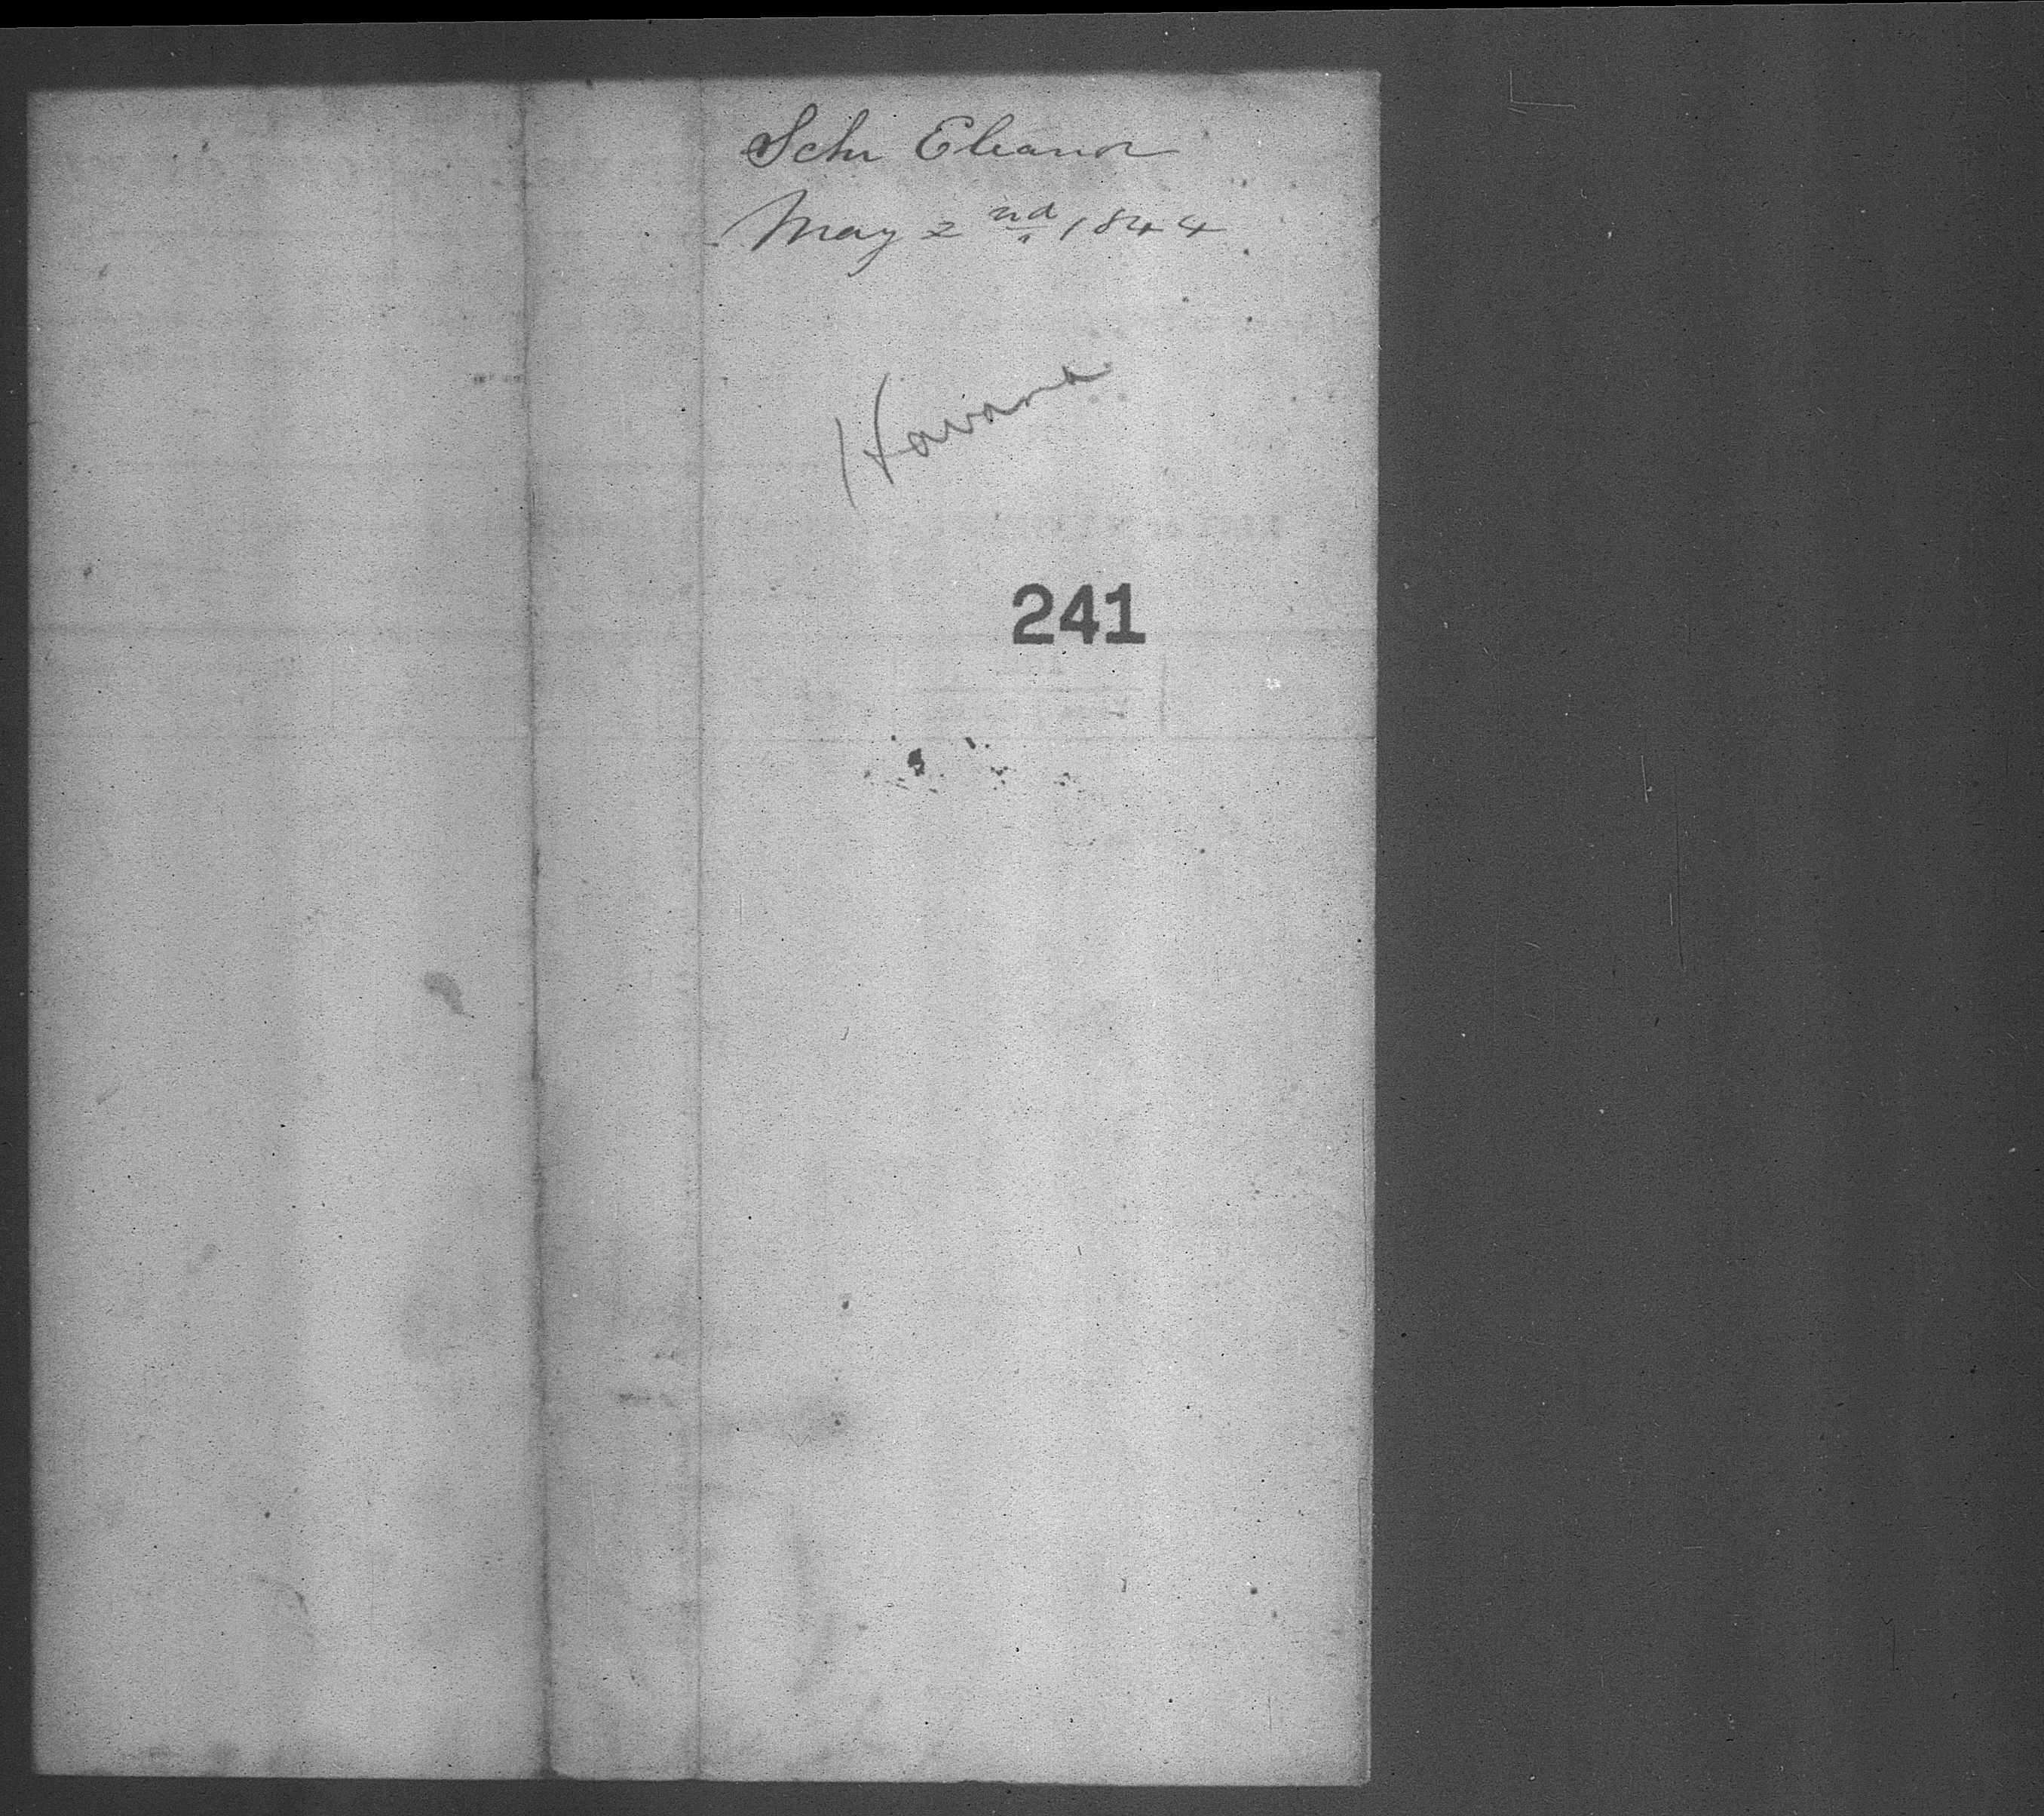 Schr Eleanor
May 2nd 1844
Havana
241